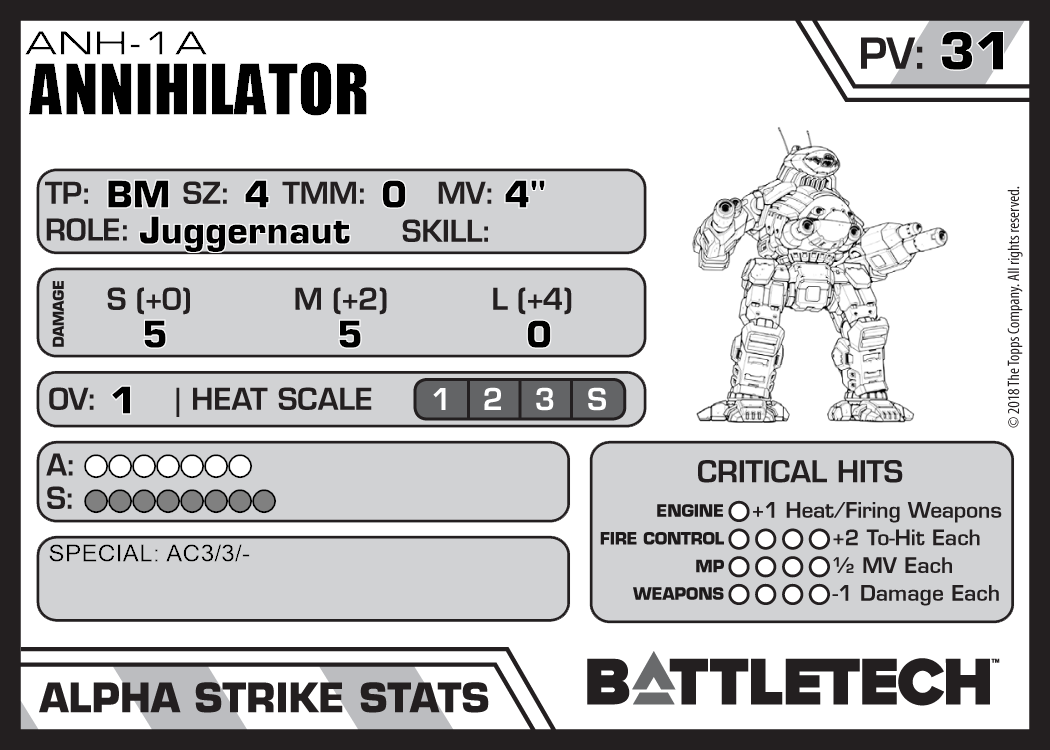 ANH-1A
ANNIHILATOR
PV: 31
TP: BM SZ: 4 TMM: 0 MV: 4"
ROLE: Juggernaut SKILL:
DAMAGE
S (+0) M (+2) L (+4)
5 5 0
OV: 1 | HEAT SCALE 1 2 3 S
A:
S:
SPECIAL: AC3/3/-
CRITICAL HITS
ENGINE +1 Heat/Firing Weapons
FIRE CONTROL +2 To-Hit Each
MP ½ MV Each
WEAPONS -1 Damage Each
© 2018 The Topps Company. All rights reserved.
ALPHA STRIKE STATS
BATTLETECH™